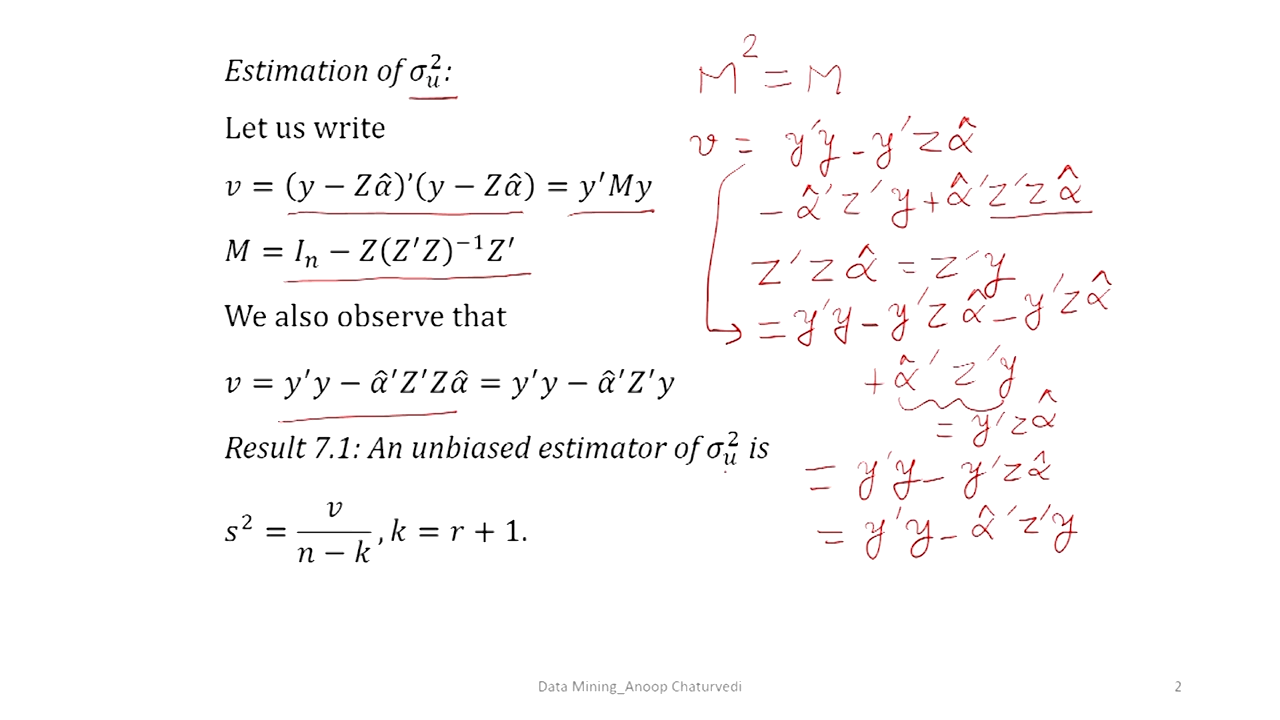 Estimation of σ_u^2:
Let us write
v = (y − Zα̂)’(y − Zα̂) = y′My
M = I_n − Z(Z′Z)^−1Z′
We also observe that
v = y′y − α̂′Z′Zα̂ = y′y − α̂′Z′y
Result 7.1: An unbiased estimator of σ_u^2 is
s^2 = v/(n − k), k = r + 1.
M^2 = M
v = y′y - y′zα̂
- α̂′z′y + α̂′z′zα̂
z′zα̂ = z′y
= y′y - y′zα̂ - y′zα̂
+ α̂′z′y
= y′zα̂
= y′y - y′zα̂
= y′y - α̂′z′y
Data Mining_Anoop Chaturvedi
2